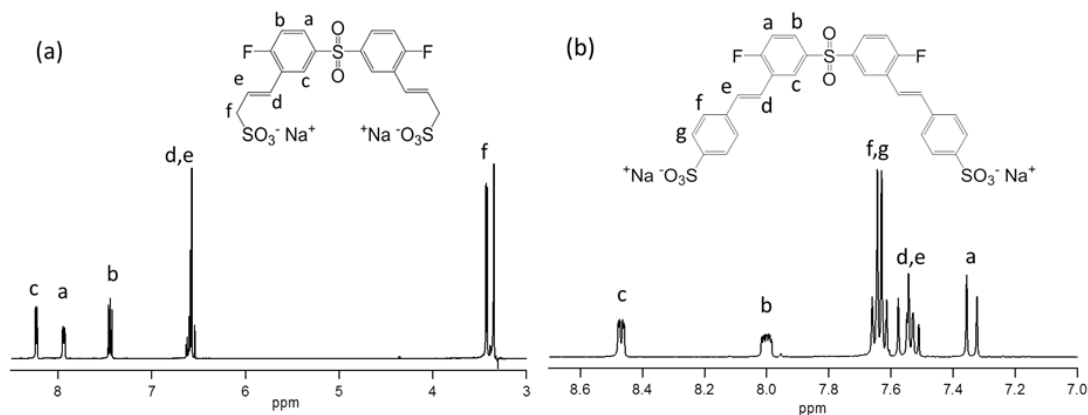 (a)
b
a
O
F
S
F
O
e
c
d
f
SO₃⁻ Na⁺
⁺Na ⁻O₃S
d,e
f
c
a
b
8
7
6
5
4
3
ppm
(b)
a
b
O
F
S
F
O
e
c
f
d
g
⁺Na ⁻O₃S
SO₃⁻ Na⁺
f,g
d,e
a
c
b
8.6
8.4
8.2
8.0
7.8
7.6
7.4
7.2
7.0
ppm